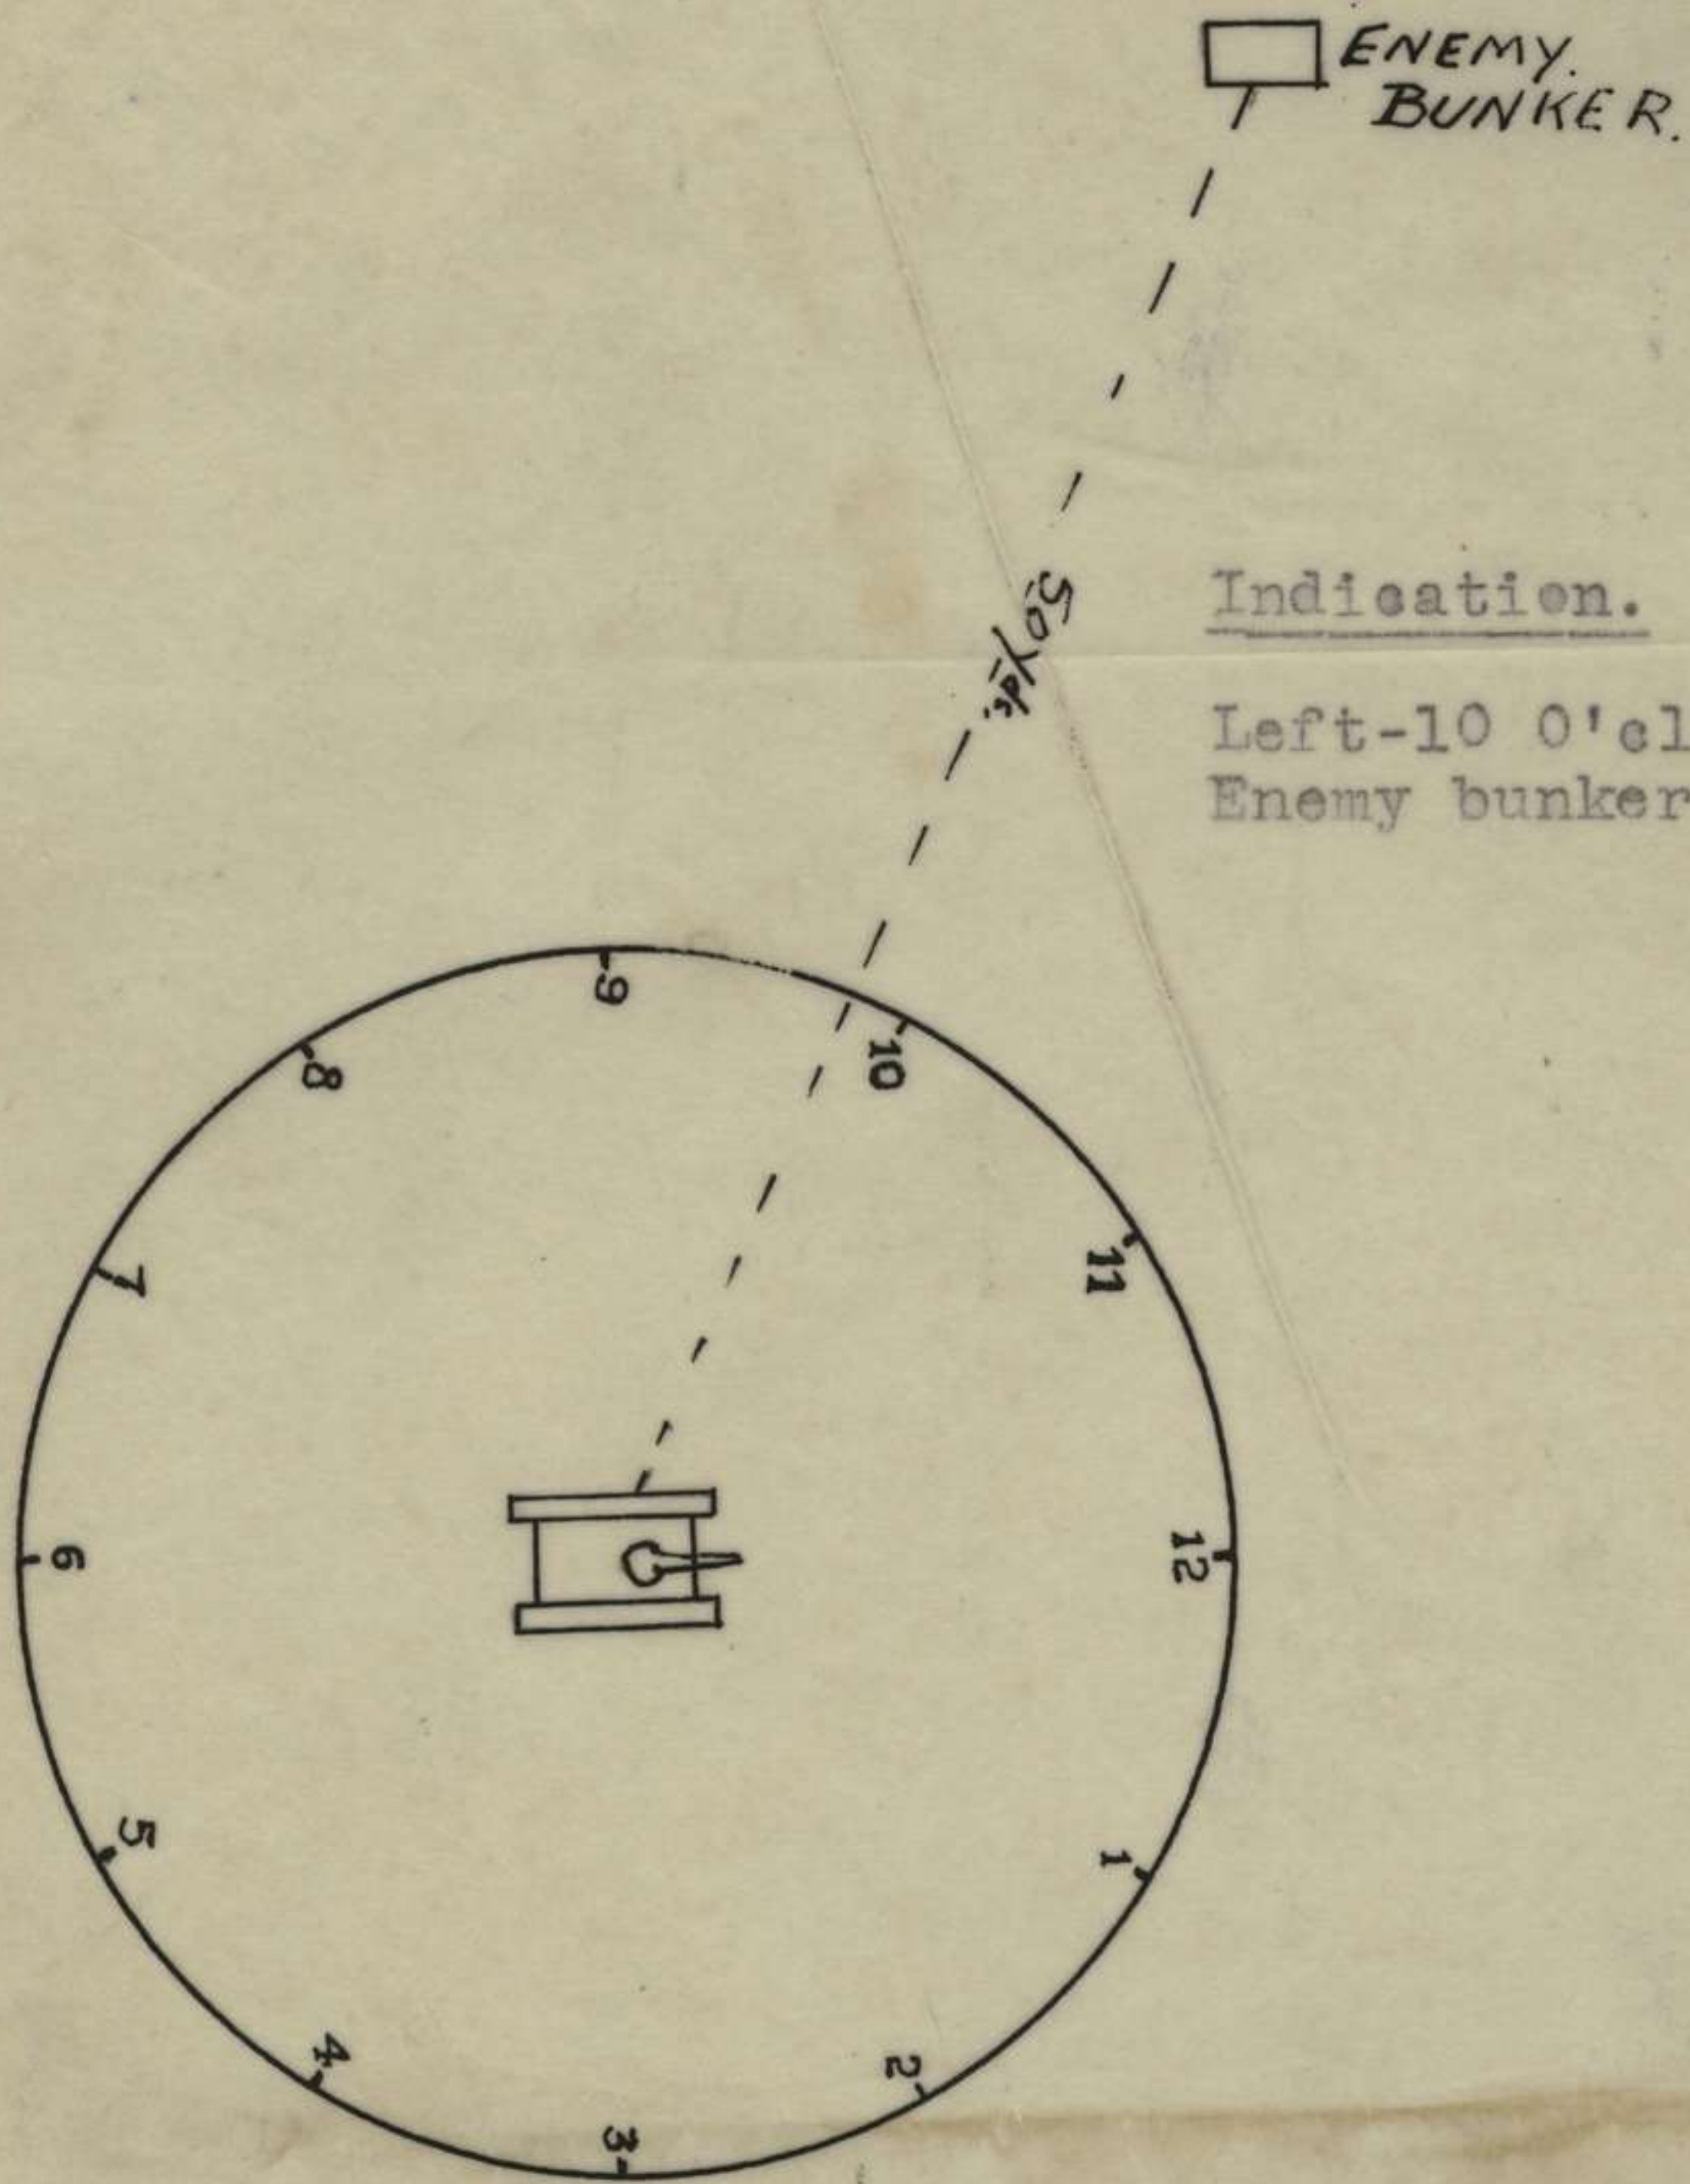 ENEMY.
BUNKER.
50 Yds.
Indication.
Left-10 O'cl
Enemy bunker
9
10
8
11
7
12
6
5
1
4
2
3